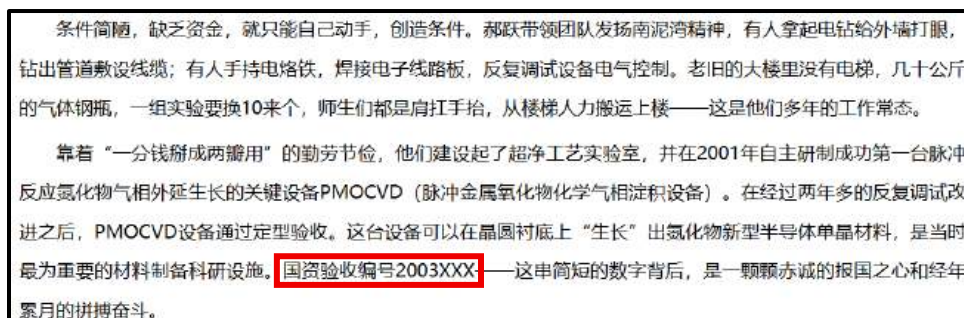 条件简陋，缺乏资金，就只能自己动手，创造条件。郝跃带领团队发扬南泥湾精神，有人拿起电钻给外墙打眼，
钻出管道敷设线缆；有人手持电烙铁，焊接电子线路板，反复调试设备电气控制。老旧的大楼里没有电梯，几十公斤
的气体钢瓶，一组实验要换10来个，师生们都是肩扛手抬，从楼梯人力搬运上楼——这是他们多年的工作常态。
靠着“一分钱掰成两瓣用”的勤劳节俭，他们建设起了超净工艺实验室，并在2001年自主研制成功第一台脉冲
反应氮化物气相外延生长的关键设备PMOCVD（脉冲金属氧化物化学气相淀积设备）。在经过两年多的反复调试改
进之后，PMOCVD设备通过定型验收。这台设备可以在晶圆衬底上“生长”出氮化物新型半导体单晶材料，是当时
最为重要的材料制备科研设施。国资验收编号2003XXX——这串简短的数字背后，是一颗颗赤诚的报国之心和经年
累月的拼搏奋斗。